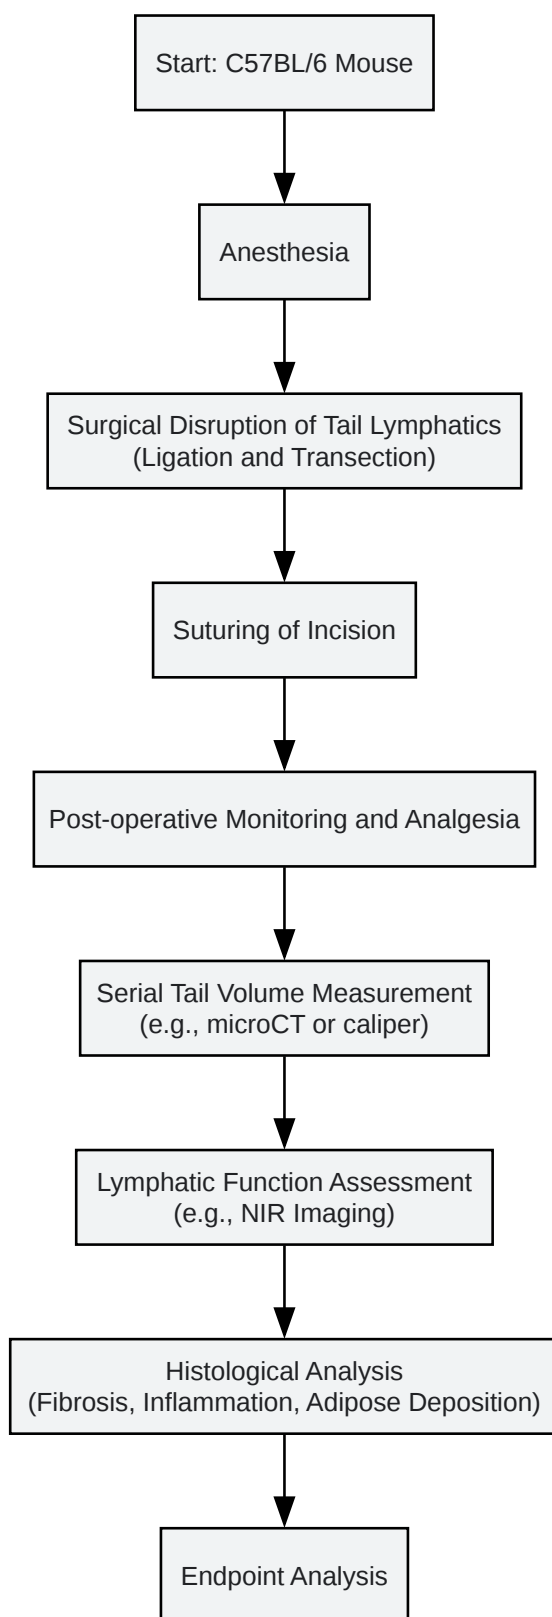 Start: C57BL/6 Mouse
Anesthesia
Surgical Disruption of Tail Lymphatics
(Ligation and Transection)
Suturing of Incision
Post-operative Monitoring and Analgesia
Serial Tail Volume Measurement
(e.g., microCT or caliper)
Lymphatic Function Assessment
(e.g., NIR Imaging)
Histological Analysis
(Fibrosis, Inflammation, Adipose Deposition)
Endpoint Analysis